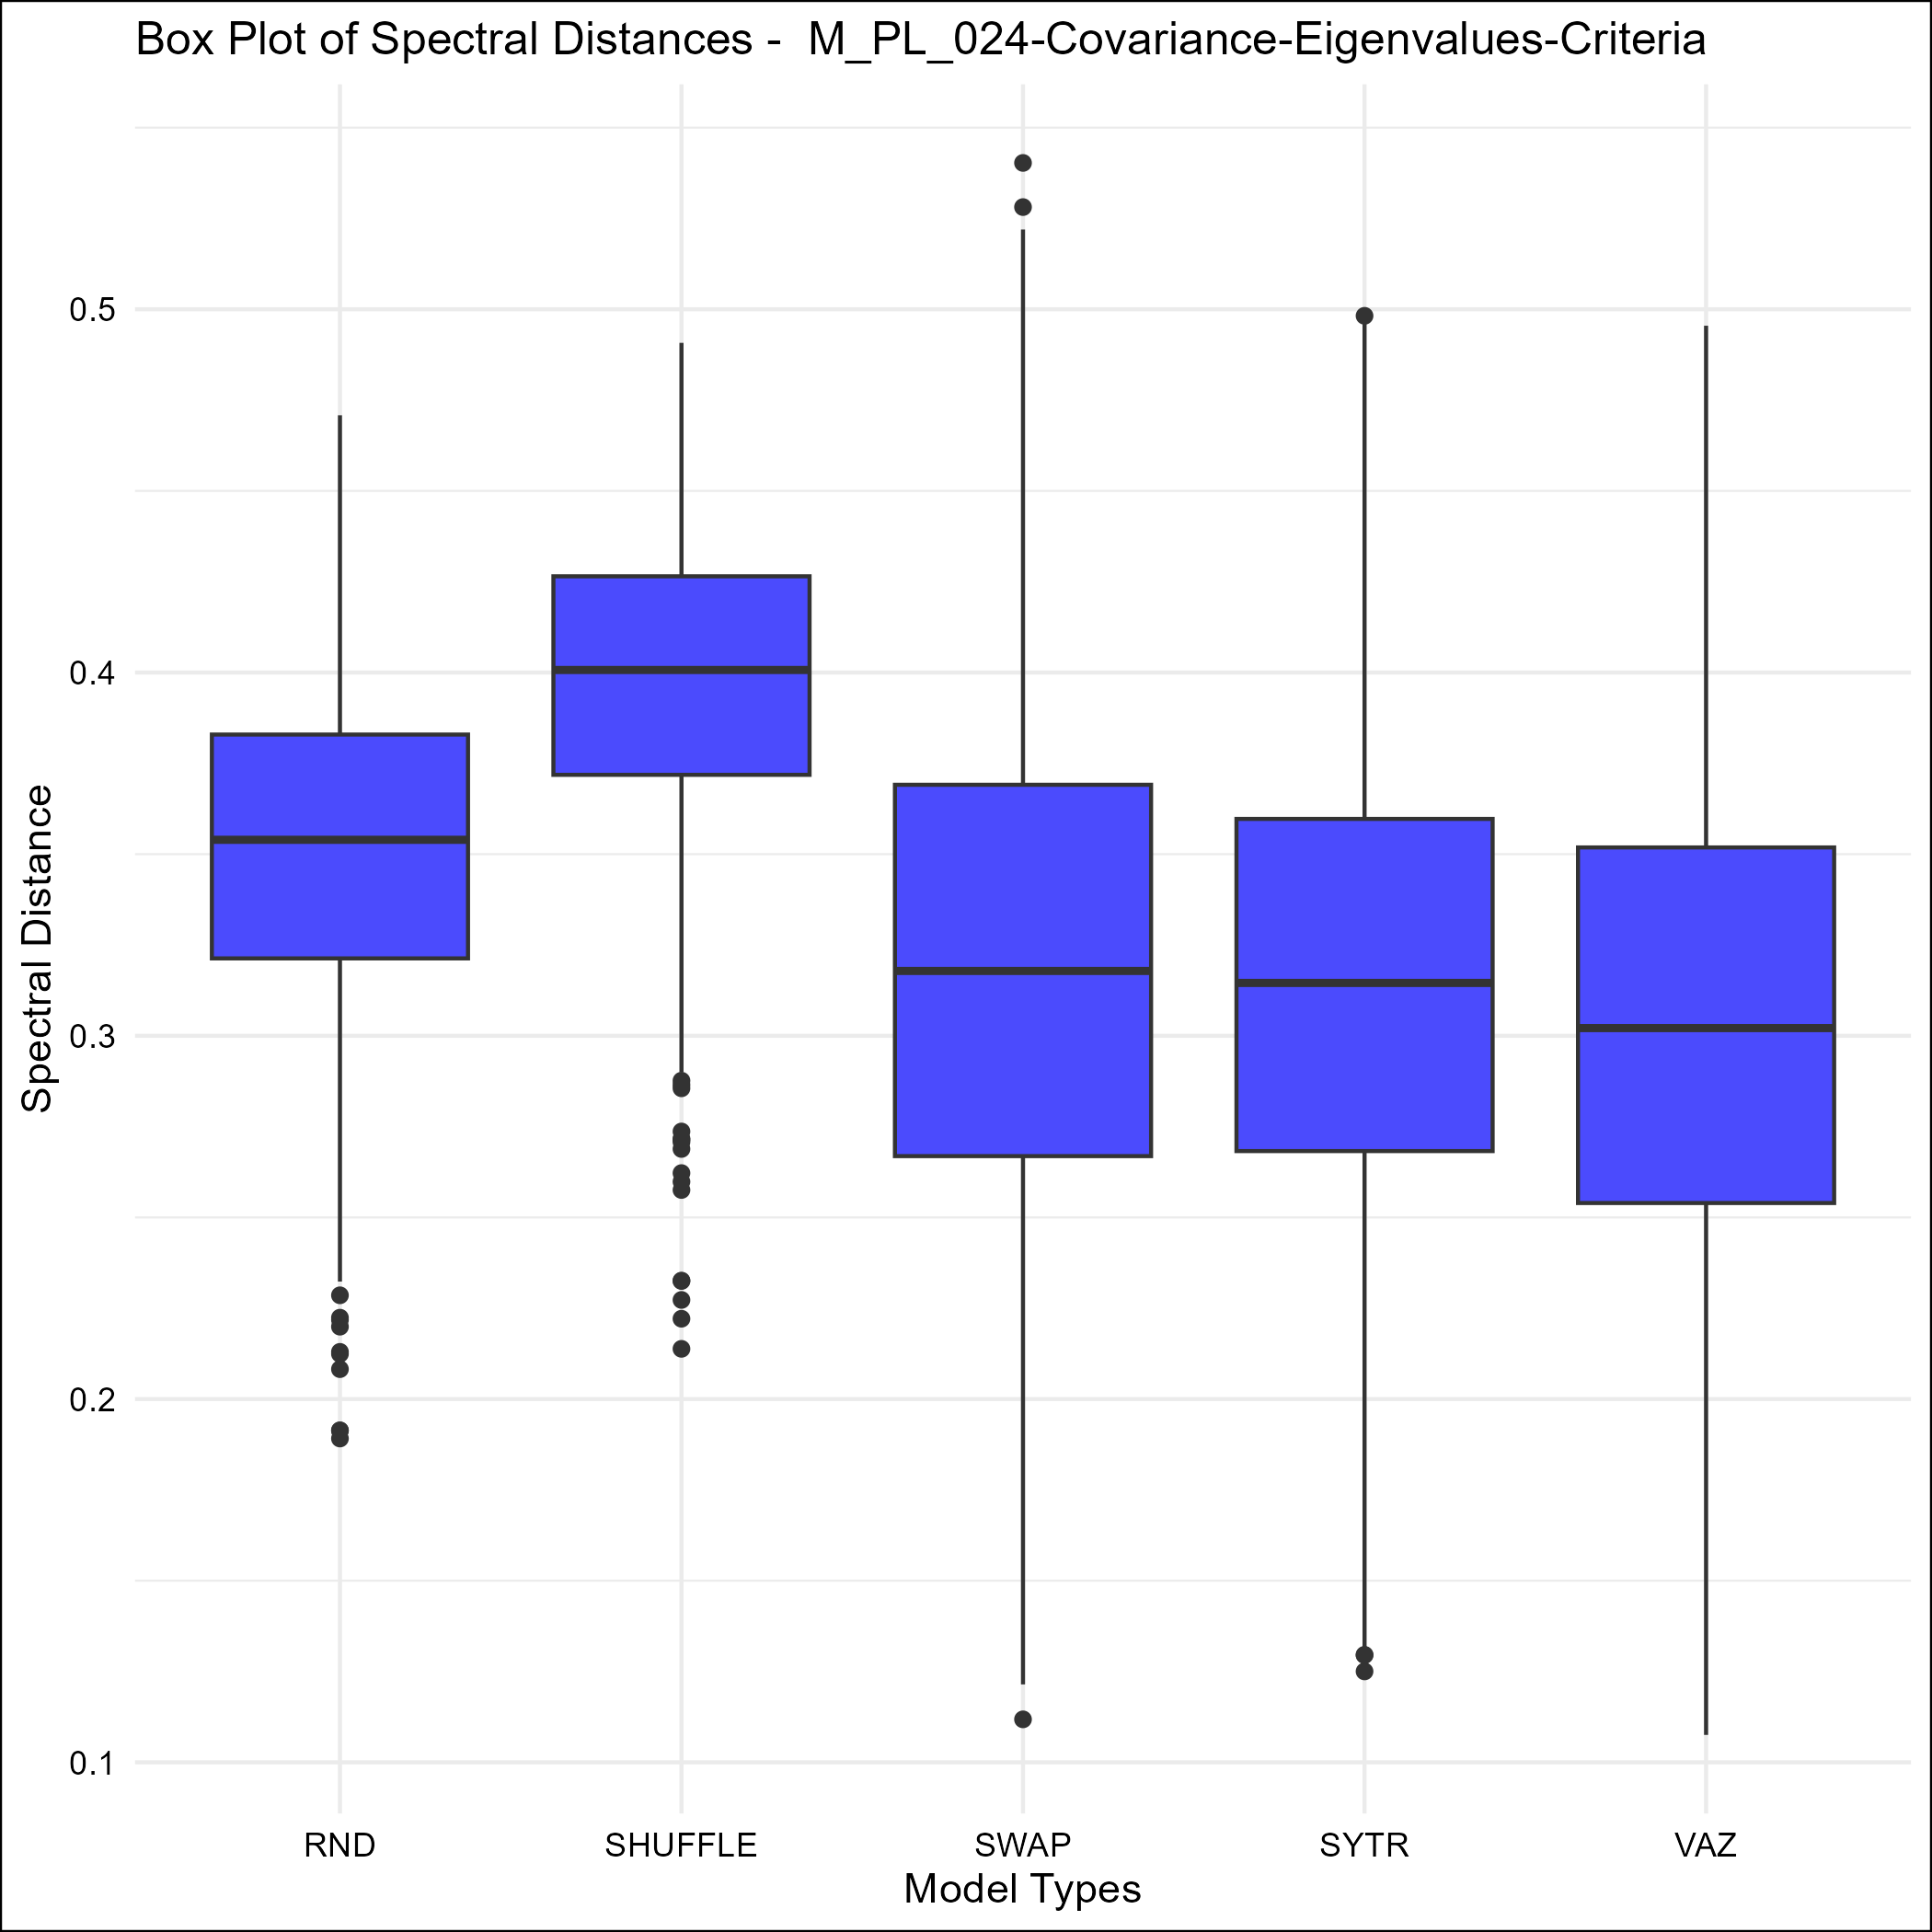 Box Plot of Spectral Distances -  M_PL_024-Covariance-Eigenvalues-Criteria
Spectral Distance
0.5
0.4
0.3
0.2
0.1
RND SHUFFLE SWAP SYTR VAZ
Model Types